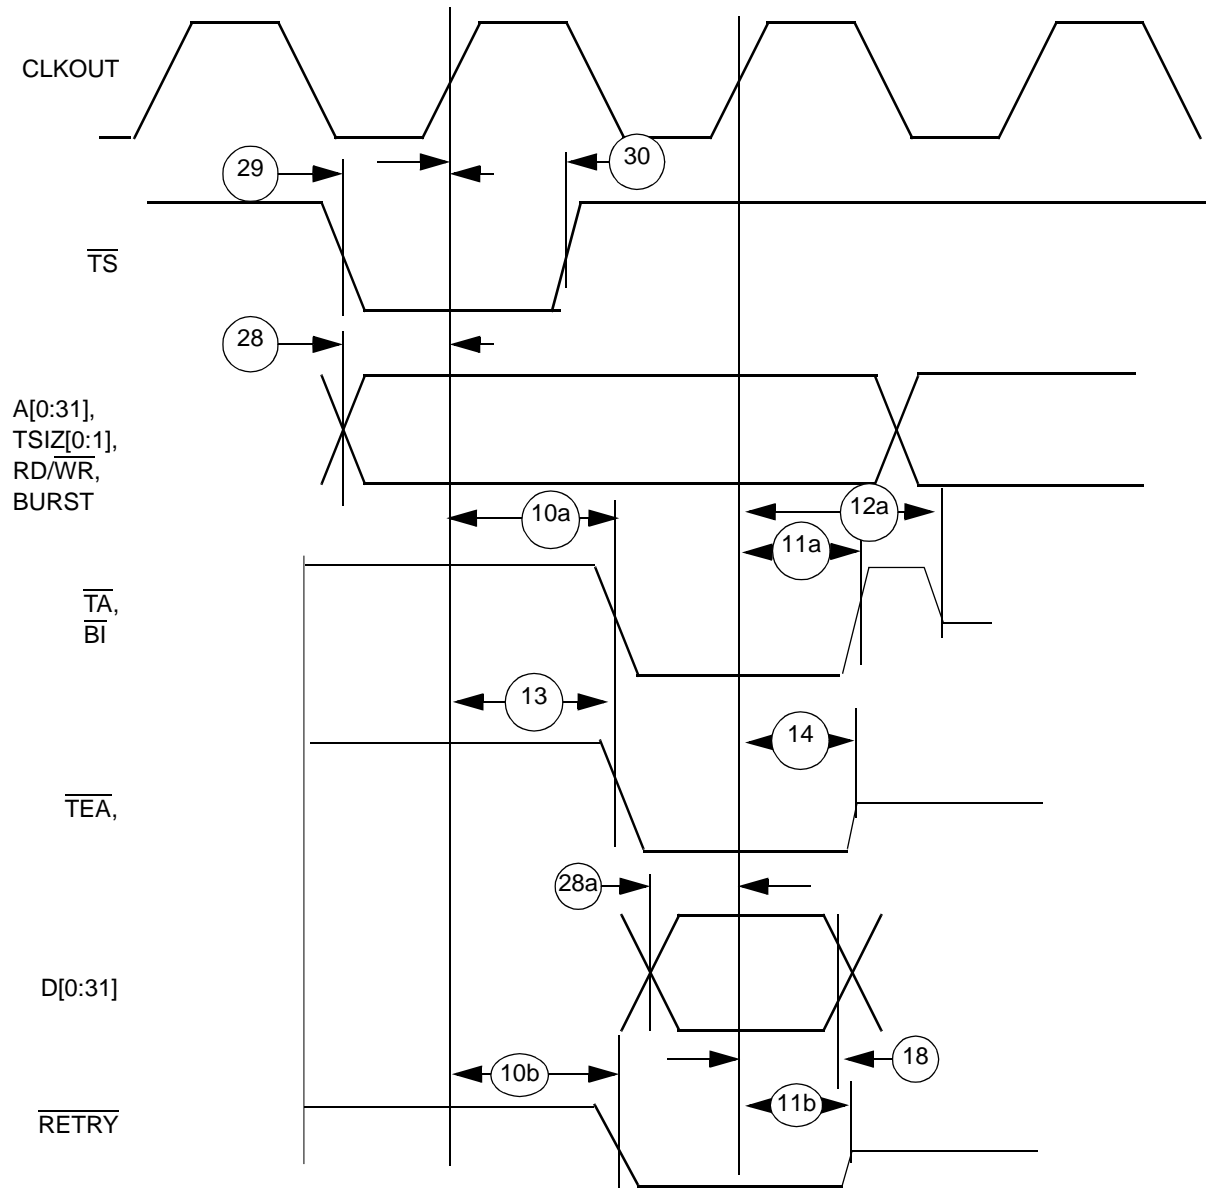 CLKOUT
29
30
TS
28
A[0:31],
TSIZ[0:1],
RD/WR,
BURST
10a
12a
11a
TA,
BI
13
14
TEA,
28a
D[0:31]
18
10b
11b
RETRY